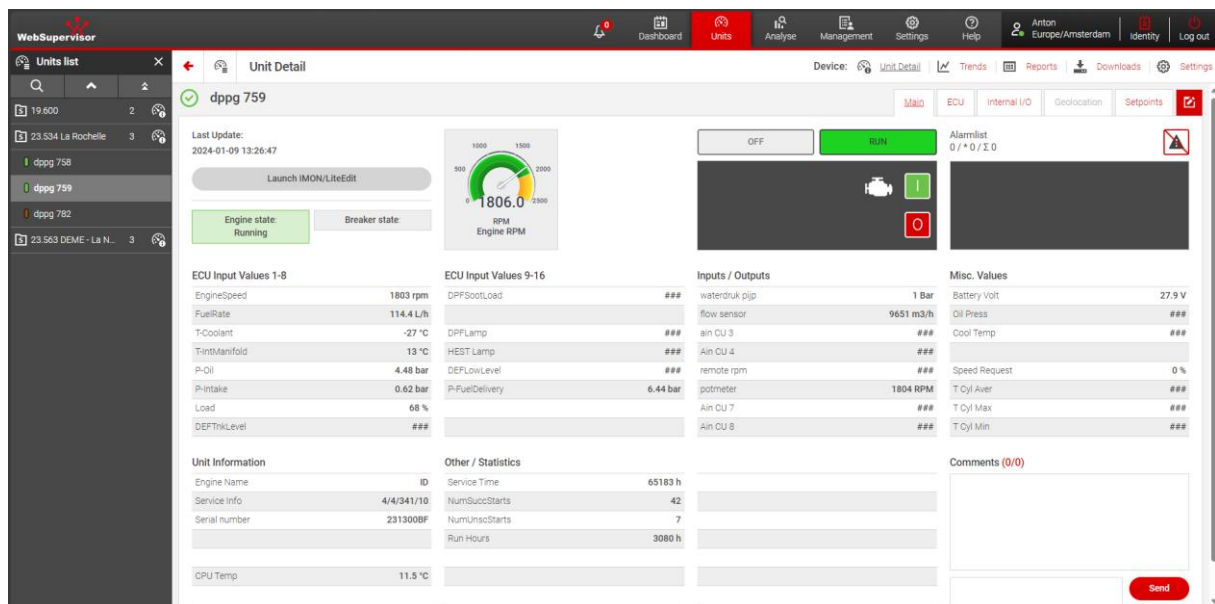 WebSupervisor
0
Dashboard
Units
Analyse
Management
Settings
Help
Anton
Europe/Amsterdam
Identity
Log out
Units list
Unit Detail
Device: Unit Detail Trends Reports Downloads Settings
19.600 2
23.534 La Rochelle 3
dppg 758
dppg 759
dppg 782
23.563 DEME - La N... 3
dppg 759
Main ECU Internal I/O Geolocation Setpoints
Last Update:
2024-01-09 13:26:47
Launch IMON/LiteEdit
Engine state:
Running
Breaker state:
1000 1500
500 2000
0 1806.0 2500
RPM
Engine RPM
OFF RUN
I
O
Alarmlist
0 / * 0 / Σ 0
ECU Input Values 1-8
EngineSpeed 1803 rpm
FuelRate 114.4 L/h
T-Coolant -27 °C
T-IntManifold 13 °C
P-Oil 4.48 bar
P-Intake 0.62 bar
Load 68 %
DEFTnkLevel ###
ECU Input Values 9-16
DPFSootLoad ###
DPFLamp ###
HEST Lamp ###
DEFLowLevel ###
P-FuelDelivery 6.44 bar
Inputs / Outputs
waterdruk pijp 1 Bar
flow sensor 9651 m3/h
ain CU 3 ###
Ain CU 4 ###
remote rpm ###
potmeter 1804 RPM
Ain CU 7 ###
Ain CU 8 ###
Misc. Values
Battery Volt 27.9 V
Oil Press ###
Cool Temp ###
Speed Request 0 %
T Cyl Aver ###
T Cyl Max ###
T Cyl Min ###
Unit Information
Engine Name ID
Service Info 4/4/341/10
Serial number 231300BF
CPU Temp 11.5 °C
Other / Statistics
Service Time 65183 h
NumSuccStarts 42
NumUnscStarts 7
Run Hours 3080 h
Comments (0/0)
Send